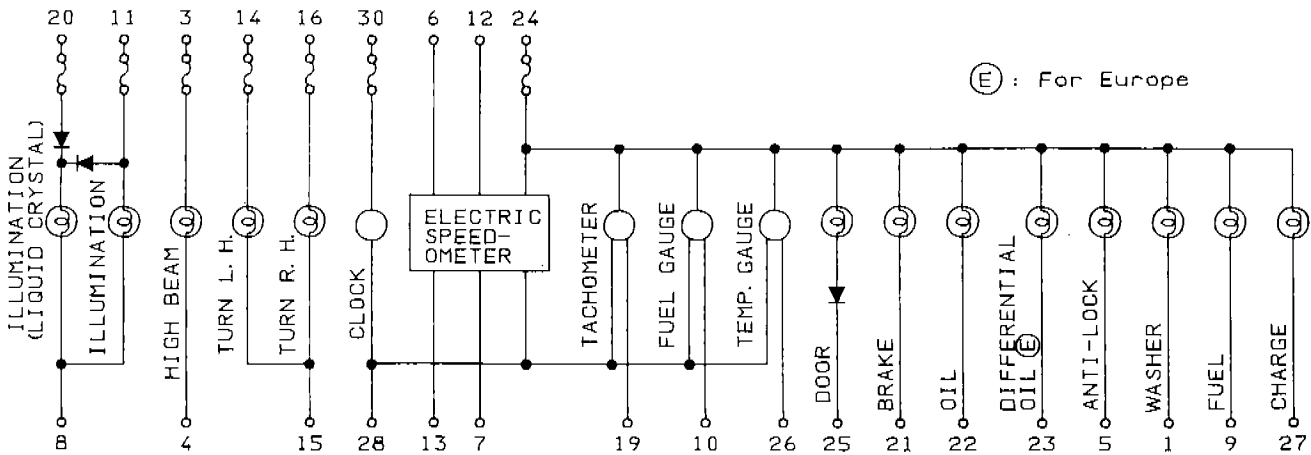 20 11 3 14 16 30 6 12 24
Ⓔ : For Europe
ILLUMINATION
(LIQUID CRYSTAL)
ILLUMINATION
HIGH BEAM
TURN L. H.
TURN R. H.
CLOCK
ELECTRIC
SPEED-
OMETER
TACHOMETER
FUEL GAUGE
TEMP. GAUGE
DOOR
BRAKE
OIL
DIFFERENTIAL
OIL Ⓔ
ANTI-LOCK
WASHER
FUEL
CHARGE
8 4 15 28 13 7 19 10 26 25 21 22 23 5 1 9 27